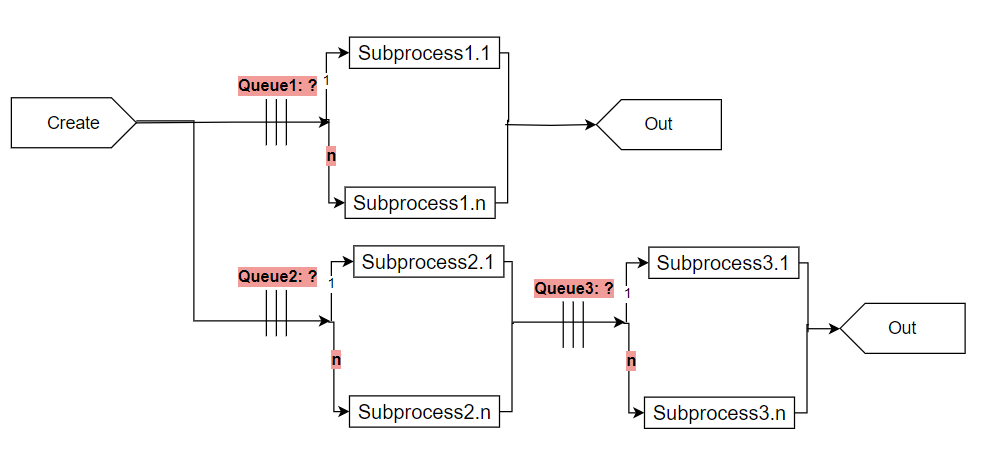 Subprocess1.1
Queue1: ?
1
Create
Out
n
Subprocess1.n
Subprocess2.1
Subprocess3.1
Queue2: ?
1
Queue3: ?
1
Out
n
n
Subprocess2.n
Subprocess3.n